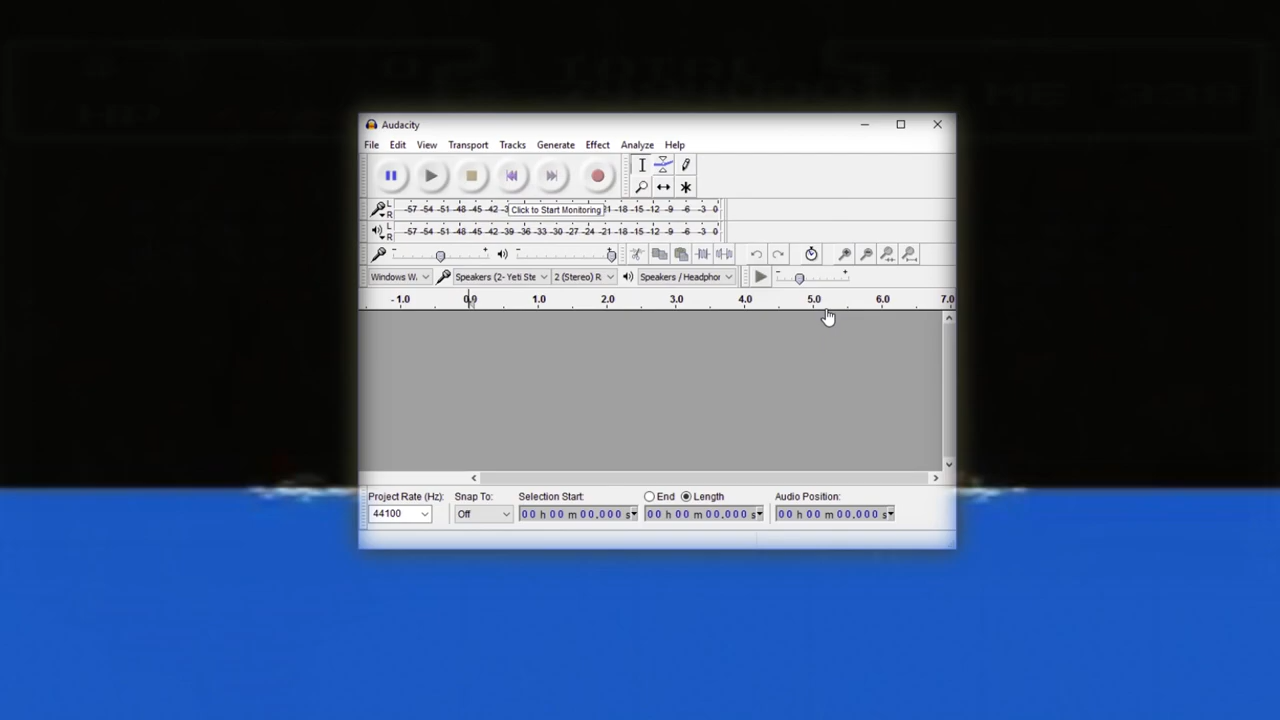 Audacity
File Edit View Transport Tracks Generate Effect Analyze Help
L
R -57 -54 -51 -48 -45 -42 -3 Click to Start Monitoring 1 -18 -15 -12 -9 -6 -3 0
L
R -57 -54 -51 -48 -45 -42 -39 -36 -33 -30 -27 -24 -21 -18 -15 -12 -9 -6 -3 0
Windows W. Speakers (2- Yeti Ste 2 (Stereo) R Speakers / Headphor
- 1.0 0.0 1.0 2.0 3.0 4.0 5.0 6.0 7.0
Project Rate (Hz): Snap To: Selection Start: End Length Audio Position:
44100 Off 00 h 00 m 00.000 s 00 h 00 m 00.000 s 00 h 00 m 00.000 s